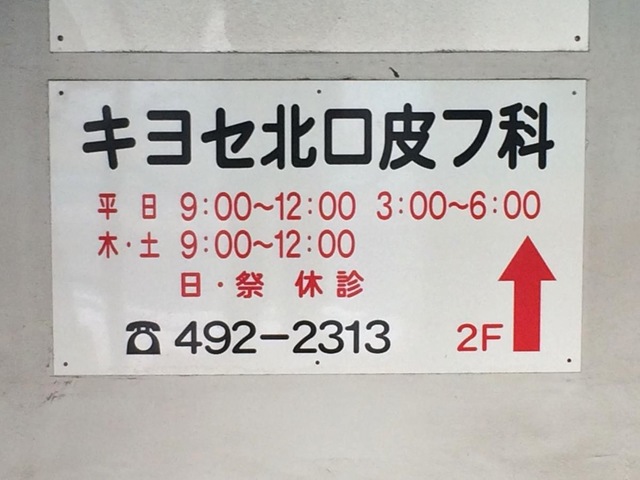 キヨセ北口皮フ科
平日 9:00〜12:00 3:00〜6:00
木・土 9:00〜12:00
日・祭 休診
☎ 492-2313 2F